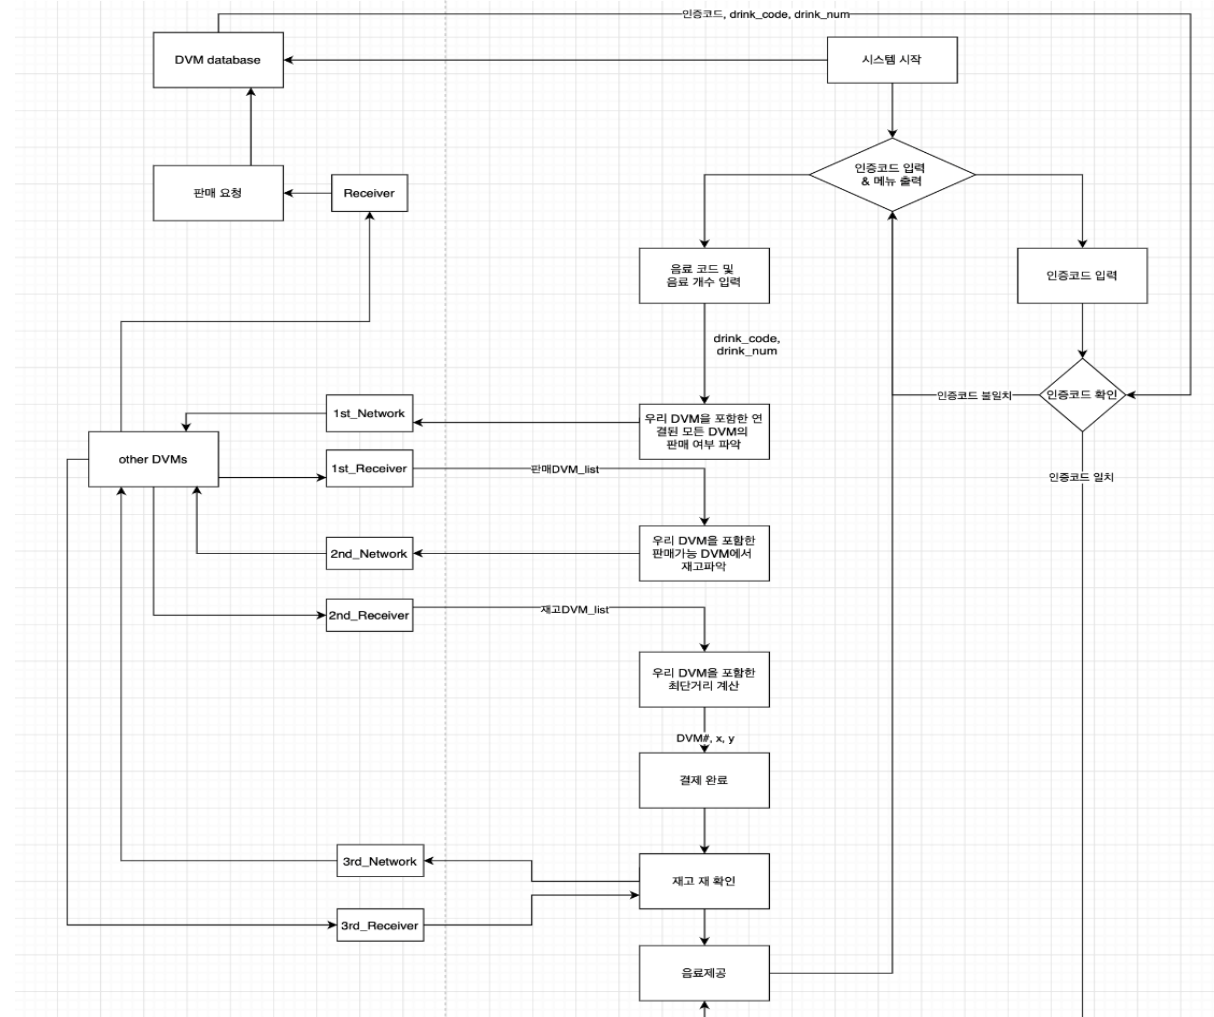 인증코드, drink_code, drink_num
DVM database
시스템 시작
인증코드 입력
& 메뉴 출력
판매 요청
Receiver
음료 코드 및
음료 개수 입력
인증코드 입력
drink_code,
drink_num
1st_Network
우리 DVM을 포함한 연
결된 모든 DVM의
판매 여부 파악
인증코드 불일치
인증코드 확인
other DVMs
1st_Receiver
판매DVM_list
인증코드 일치
2nd_Network
우리 DVM을 포함한
판매가능 DVM에서
재고파악
2nd_Receiver
재고DVM_list
우리 DVM을 포함한
최단거리 계산
DVM#, x, y
결제 완료
3rd_Network
재고 재 확인
3rd_Receiver
음료제공